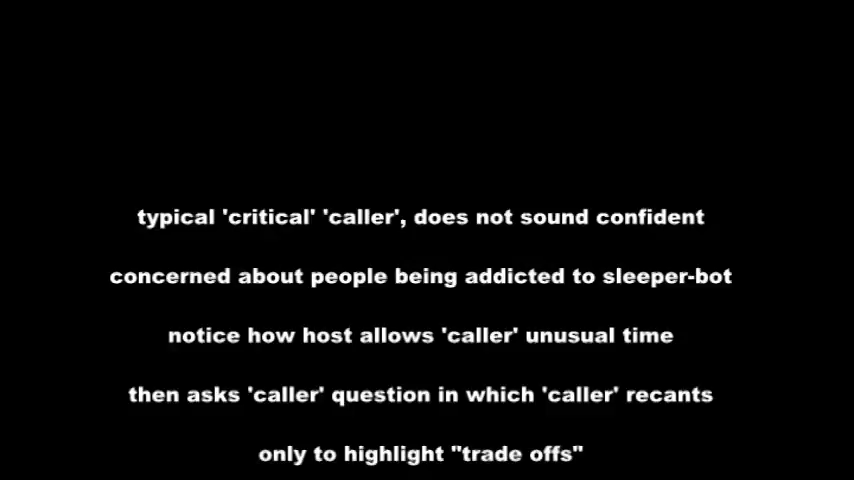 typical 'critical' 'caller', does not sound confident
concerned about people being addicted to sleeper-bot
notice how host allows 'caller' unusual time
then asks 'caller' question in which 'caller' recants
only to highlight "trade offs"